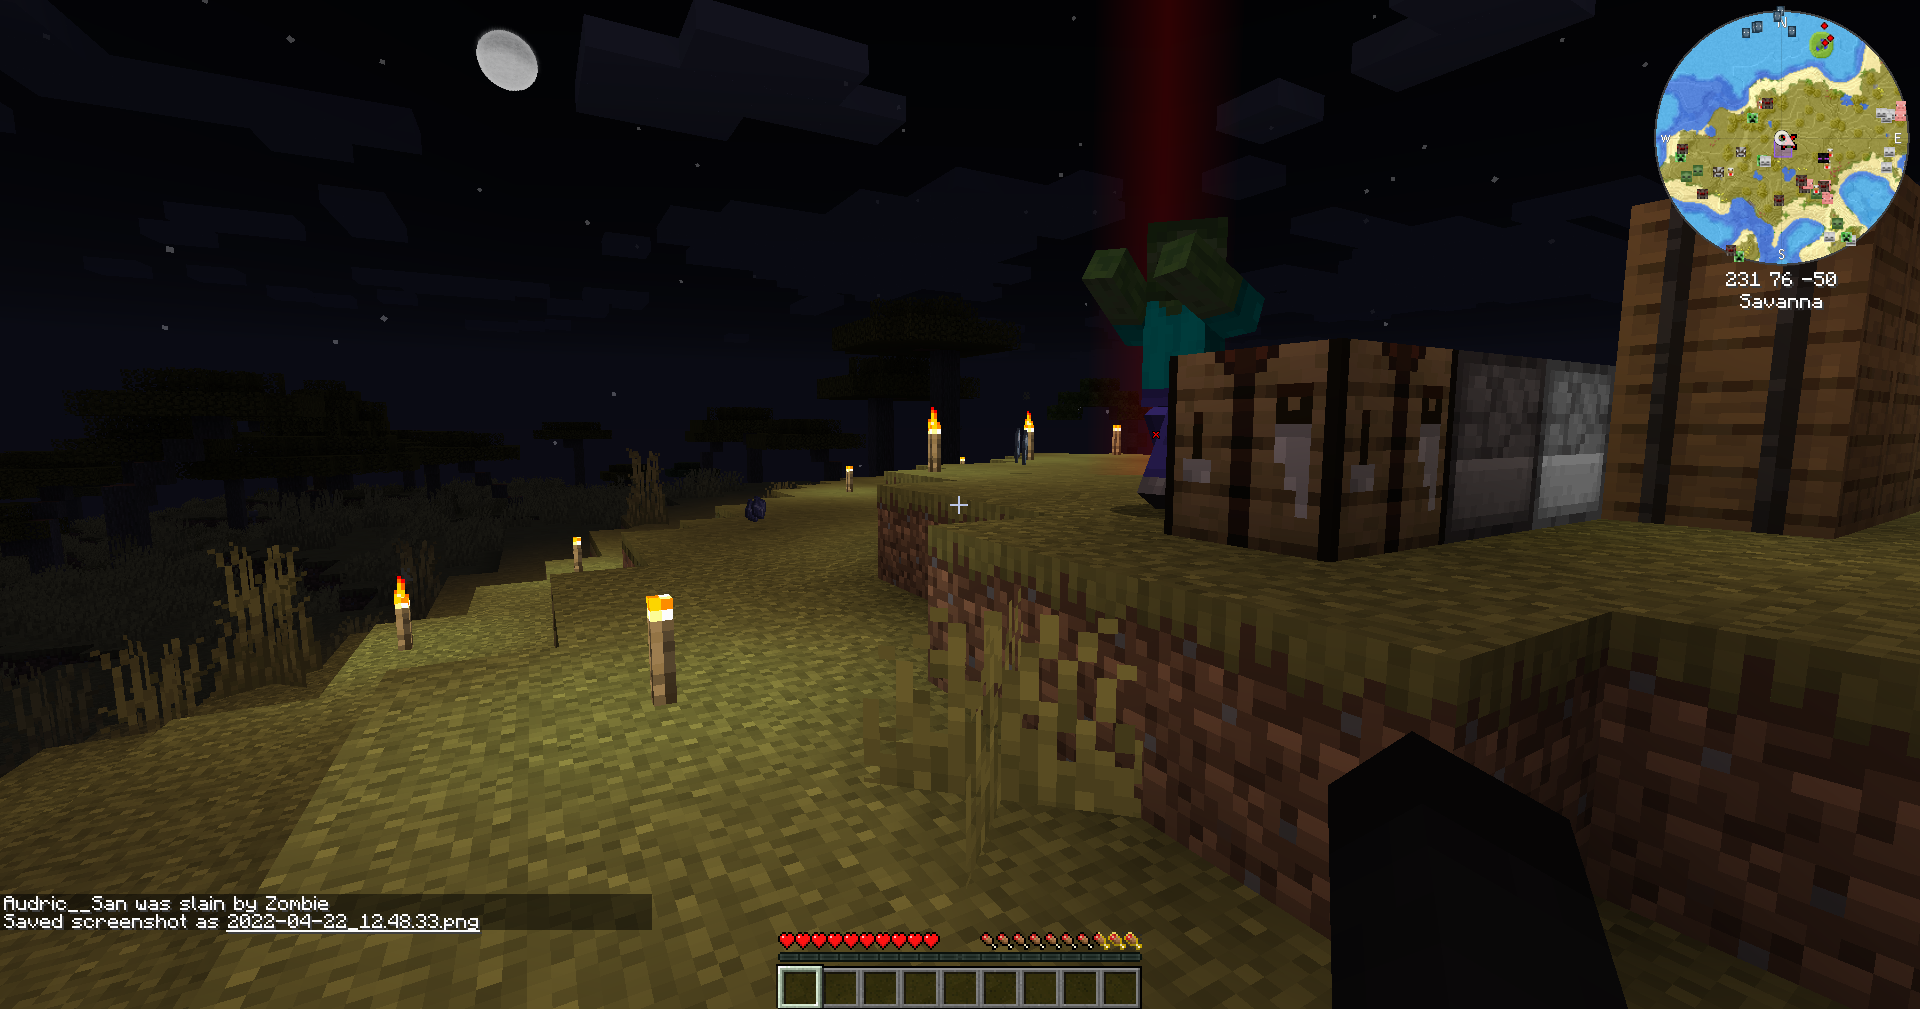 N
W
E
S
231 76 -50
Savanna
Audric__San was slain by Zombie
Saved screenshot as 2022-04-22_12.48.33.png